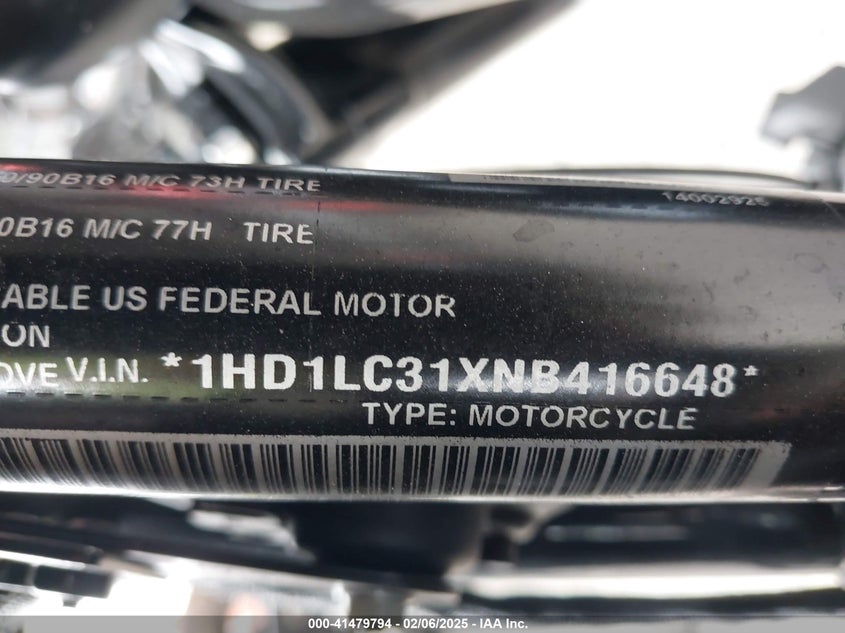 0/90B16 M/C 73H TIRE
14002925
0B16 M/C 77H TIRE
ABLE US FEDERAL MOTOR
ON
OVE V.I.N. *1HD1LC31XNB416648*
TYPE: MOTORCYCLE
000-41479794 - 02/06/2025 - IAA Inc.